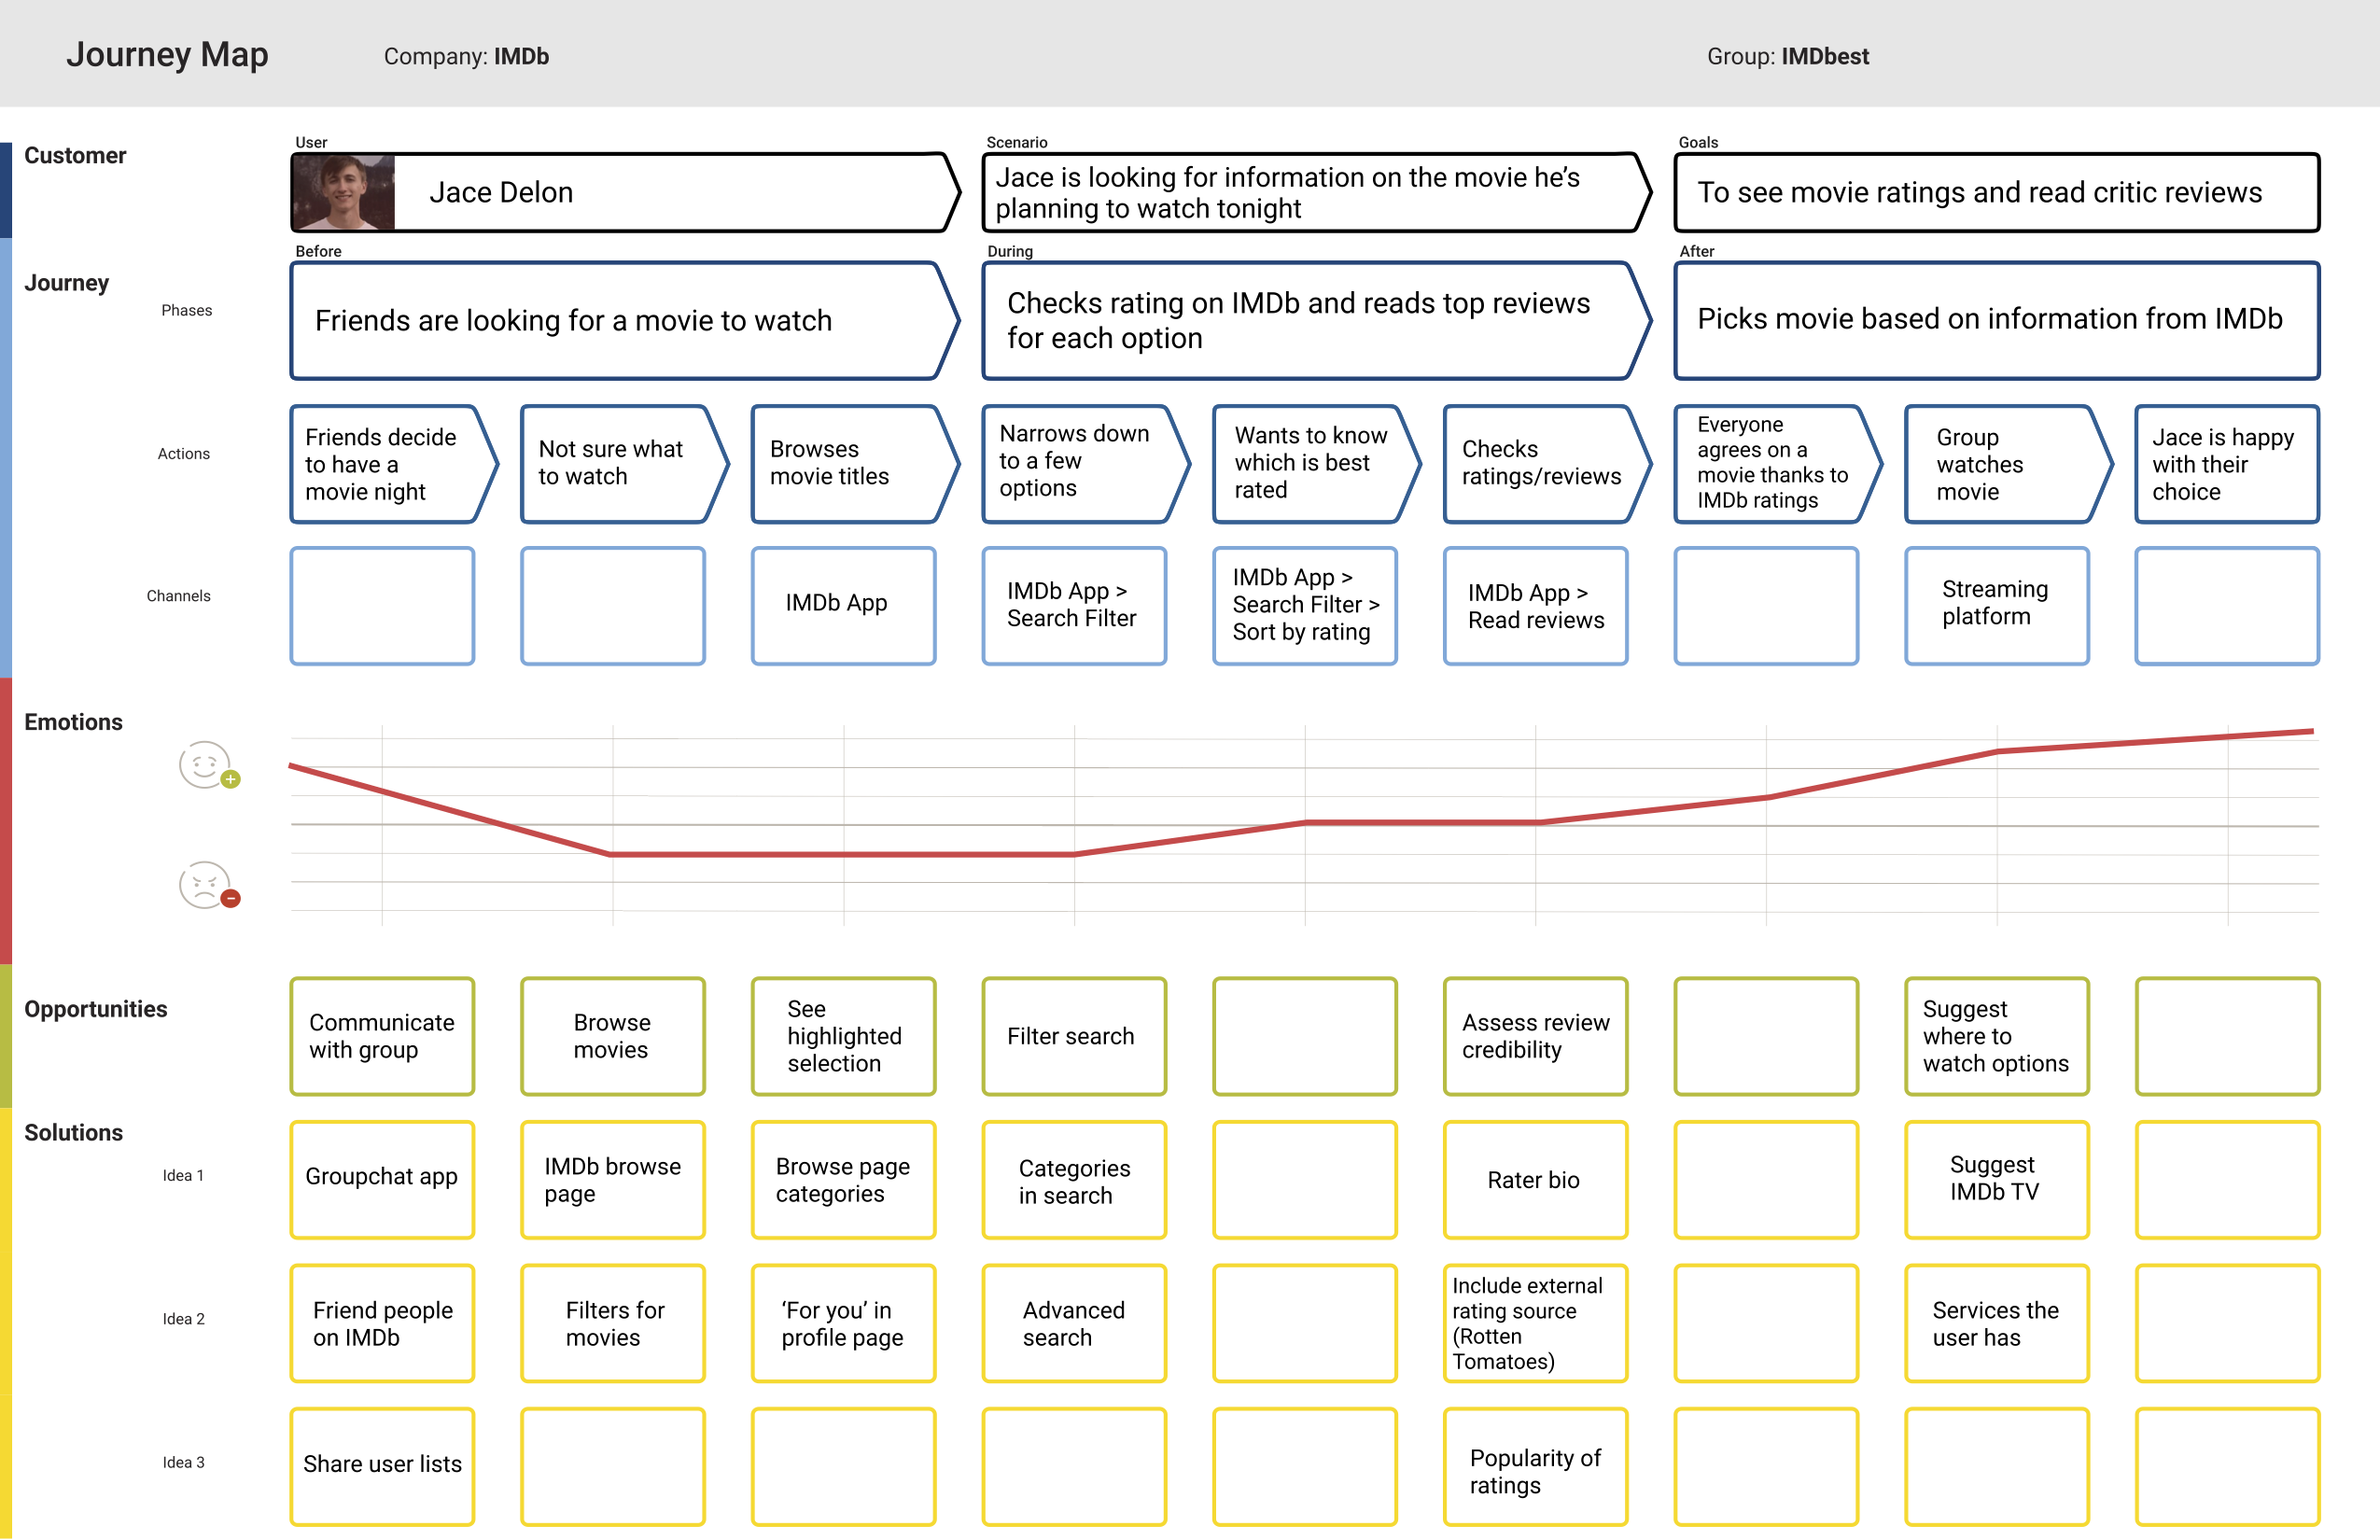 Journey Map
Company: IMDb
Group: IMDbest
Customer
User
Jace Delon
Scenario
Jace is looking for information on the movie he’s
planning to watch tonight
Goals
To see movie ratings and read critic reviews
Journey
Phases
Before
Friends are looking for a movie to watch
During
Checks rating on IMDb and reads top reviews
for each option
After
Picks movie based on information from IMDb
Actions
Friends decide
to have a
movie night
Not sure what
to watch
Browses
movie titles
Narrows down
to a few
options
Wants to know
which is best
rated
Checks
ratings/reviews
Everyone
agrees on a
movie thanks to
IMDb ratings
Group
watches
movie
Jace is happy
with their
choice
Channels
IMDb App
IMDb App >
Search Filter
IMDb App >
Search Filter >
Sort by rating
IMDb App >
Read reviews
Streaming
platform
Emotions
Opportunities
Communicate
with group
Browse
movies
See
highlighted
selection
Filter search
Assess review
credibility
Suggest
where to
watch options
Solutions
Idea 1
Groupchat app
IMDb browse
page
Browse page
categories
Categories
in search
Rater bio
Suggest
IMDb TV
Idea 2
Friend people
on IMDb
Filters for
movies
‘For you’ in
profile page
Advanced
search
Include external
rating source
(Rotten
Tomatoes)
Services the
user has
Idea 3
Share user lists
Popularity of
ratings